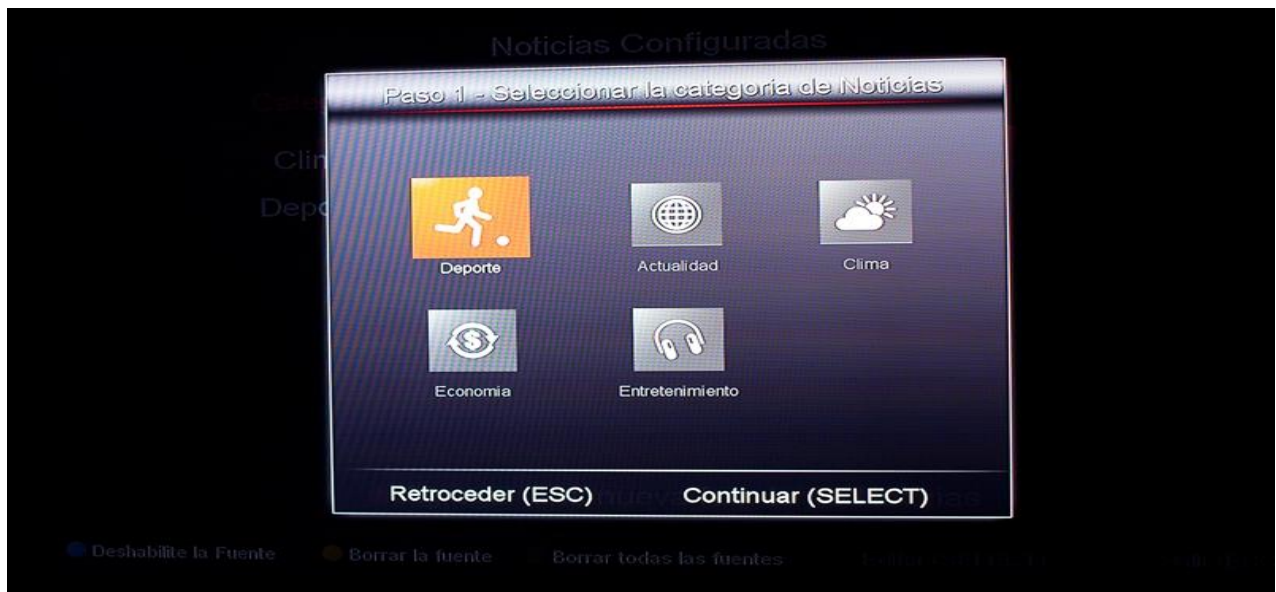 Noticias Configuradas
Paso 1 - Seleccionar la categoría de Noticias
Deporte
Actualidad
Clima
Economia
Entretenimiento
Retroceder (ESC)
Continuar (SELECT)
Deshabilite la Fuente
Borrar la fuente
Borrar todas las fuentes